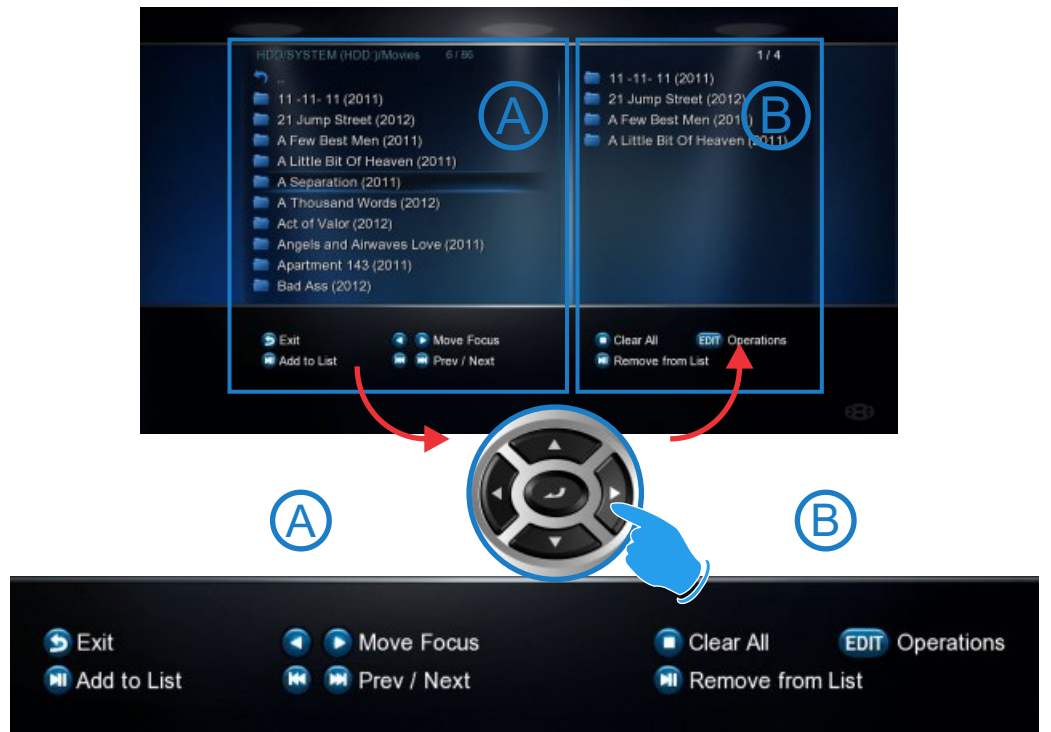 HDD/SYSTEM (HDD:)/Movies 6 / 86
..
11 -11- 11 (2011)
21 Jump Street (2012)
A Few Best Men (2011)
A Little Bit Of Heaven (2011)
A Separation (2011)
A Thousand Words (2012)
Act of Valor (2012)
Angels and Airwaves Love (2011)
Apartment 143 (2011)
Bad Ass (2012)
Exit
Move Focus
Add to List
Prev / Next
A
1 / 4
11 -11- 11 (2011)
21 Jump Street (2012)
A Few Best Men (2011)
A Little Bit Of Heaven (2011)
Clear All
EDIT Operations
Remove from List
B
A
B
Exit
Move Focus
Clear All
EDIT Operations
Add to List
Prev / Next
Remove from List